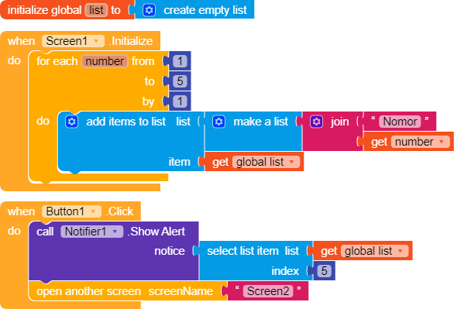 initialize global list to create empty list
when Screen1 .Initialize
do for each number from 1
to 5
by 1
do add items to list list make a list join " Nomor "
get number
item get global list
when Button1 .Click
do call Notifier1 .Show Alert
notice select list item list get global list
index 5
open another screen screenName " Screen2 "